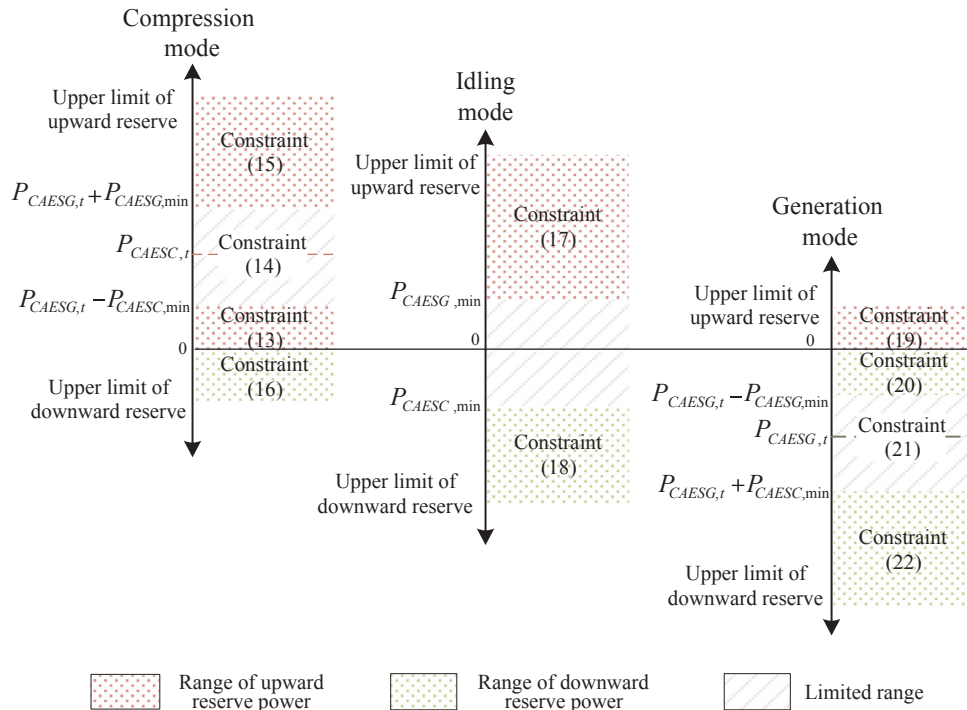 Compression
mode
Upper limit of
upward reserve
Constraint
(15)
P_{CAESG,t} + P_{CAESG,min}
P_{CAESC,t}
Constraint
(14)
P_{CAESG,t} − P_{CAESC,min}
Constraint
(13)
0
Constraint
(16)
Upper limit of
downward reserve
Idling
mode
Upper limit of
upward reserve
Constraint
(17)
P_{CAESG,min}
0
P_{CAESC,min}
Constraint
(18)
Upper limit of
downward reserve
Generation
mode
Upper limit of
upward reserve
Constraint
(19)
0
Constraint
(20)
P_{CAESG,t} − P_{CAESG,min}
P_{CAESG,t}
Constraint
(21)
P_{CAESG,t} + P_{CAESC,min}
Constraint
(22)
Upper limit of
downward reserve
Range of upward
reserve power
Range of downward
reserve power
Limited range